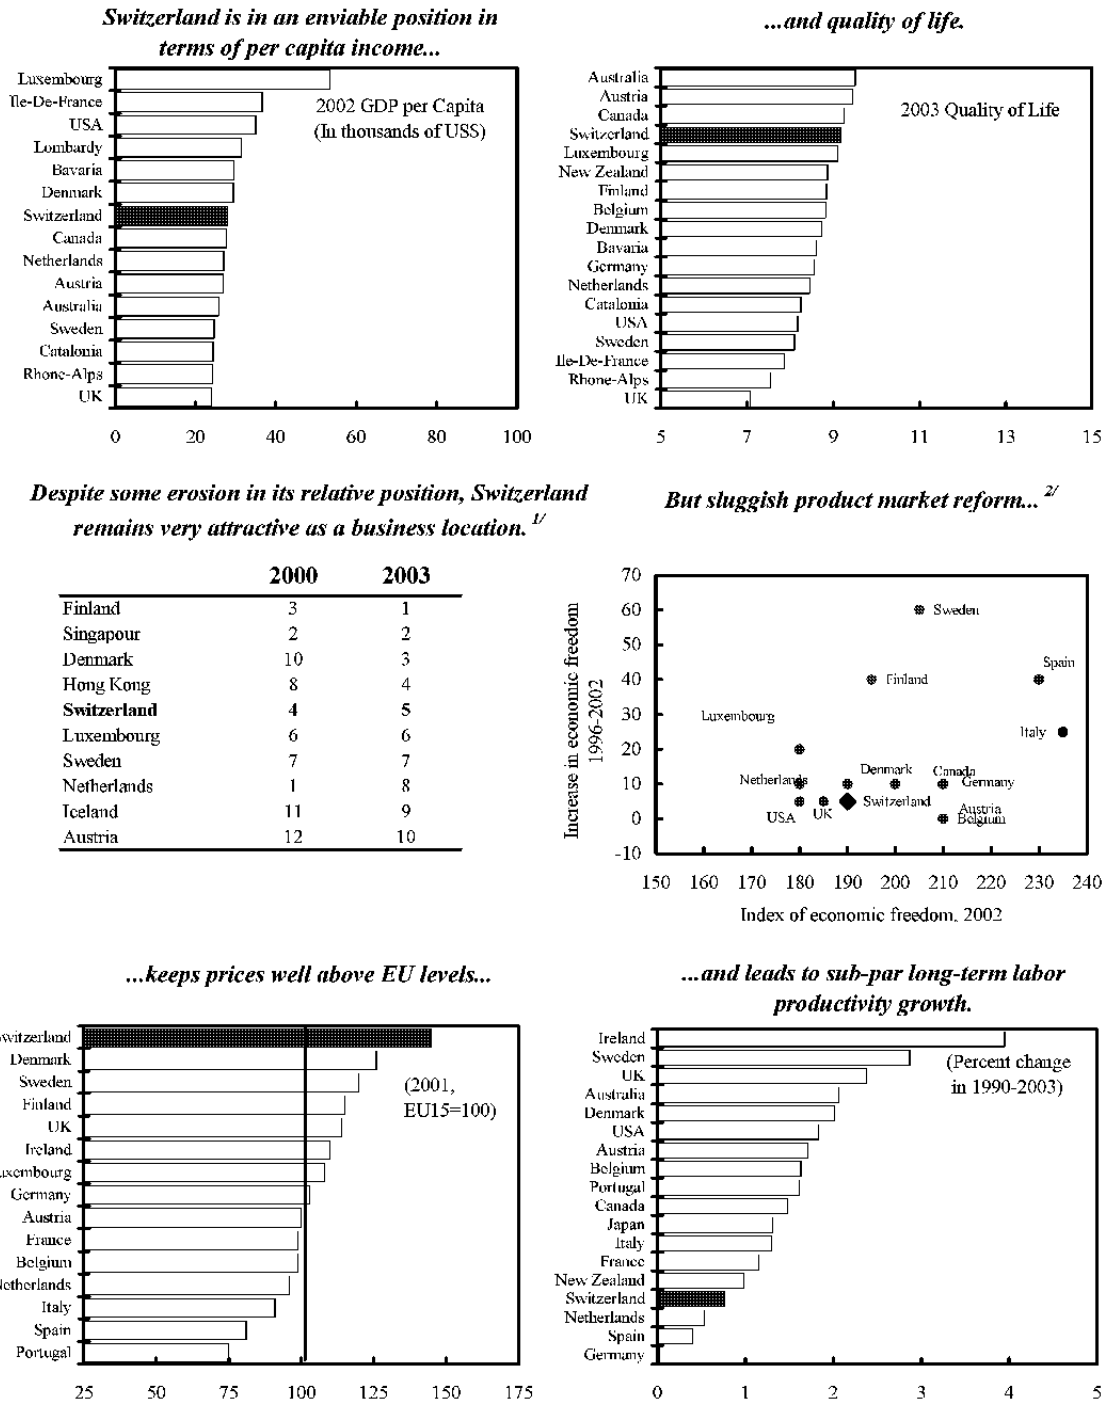 Switzerland is in an enviable position in
terms of per capita income...
Luxembourg
Ile-De-France
USA
Lombardy
Bavaria
Denmark
Switzerland
Canada
Netherlands
Austria
Australia
Sweden
Catalonia
Rhone-Alps
UK
2002 GDP per Capita
(In thousands of US$)
0 20 40 60 80 100
...and quality of life.
Australia
Austria
Canada
Switzerland
Luxembourg
New Zealand
Finland
Belgium
Denmark
Bavaria
Germany
Netherlands
Catalonia
USA
Sweden
Ile-De-France
Rhone-Alps
UK
2003 Quality of Life
5 7 9 11 13 15
Despite some erosion in its relative position, Switzerland
remains very attractive as a business location. 1/
2000 2003
Finland 3 1
Singapour 2 2
Denmark 10 3
Hong Kong 8 4
Switzerland 4 5
Luxembourg 6 6
Sweden 7 7
Netherlands 1 8
Iceland 11 9
Austria 12 10
But sluggish product market reform... 2/
Increase in economic freedom
1996-2002
70
60
50
40
30
20
10
0
-10
Sweden
Spain
Finland
Luxembourg
Italy
Denmark
Canada
Netherlands
Germany
Switzerland
Austria
USA
UK
Belgium
150 160 170 180 190 200 210 220 230 240
Index of economic freedom, 2002
...keeps prices well above EU levels...
witzerland
Denmark
Sweden
Finland
UK
Ireland
uxembourg
Germany
Austria
France
Belgium
Netherlands
Italy
Spain
Portugal
(2001,
EU15=100)
25 50 75 100 125 150 175
...and leads to sub-par long-term labor
productivity growth.
Ireland
Sweden
UK
Australia
Denmark
USA
Austria
Belgium
Portugal
Canada
Japan
Italy
France
New Zealand
Switzerland
Netherlands
Spain
Germany
(Percent change
in 1990-2003)
0 1 2 3 4 5